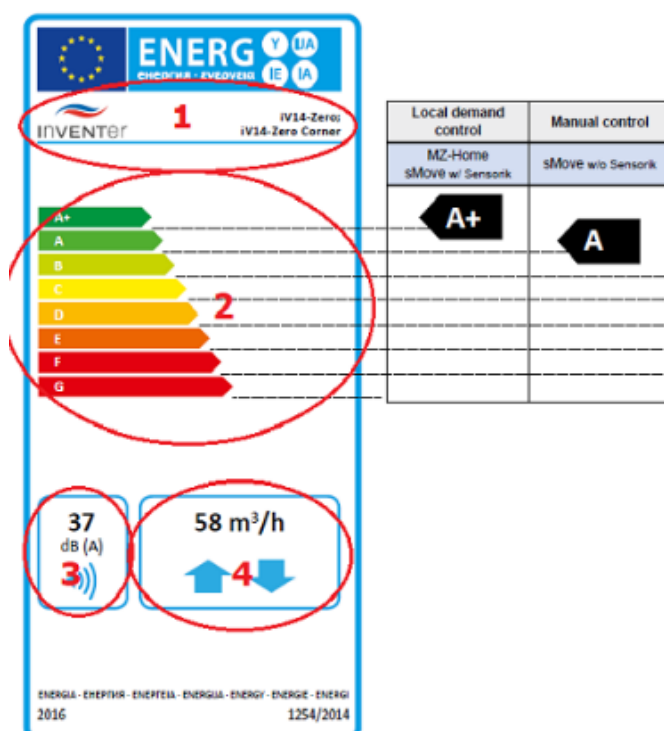 ENERG Y UA
ЕНЕРГИЯ · ΕΝΕΡΓΕΙΑ IE IA
1
INVENTer
iV14-Zero;
iV14-Zero Corner
Local demand control
Manual control
MZ-Home
sMove w/ Sensorik
sMove w/o Sensorik
A+
A
A+
A
B
C
D
E
F
G
2
37
dB (A)
3
58 m³/h
4
ENERGIA · ЕНЕРГИЯ · ΕΝΕΡΓΕΙΑ · ENERGIJA · ENERGY · ENERGIE · ENERGI
2016
1254/2014